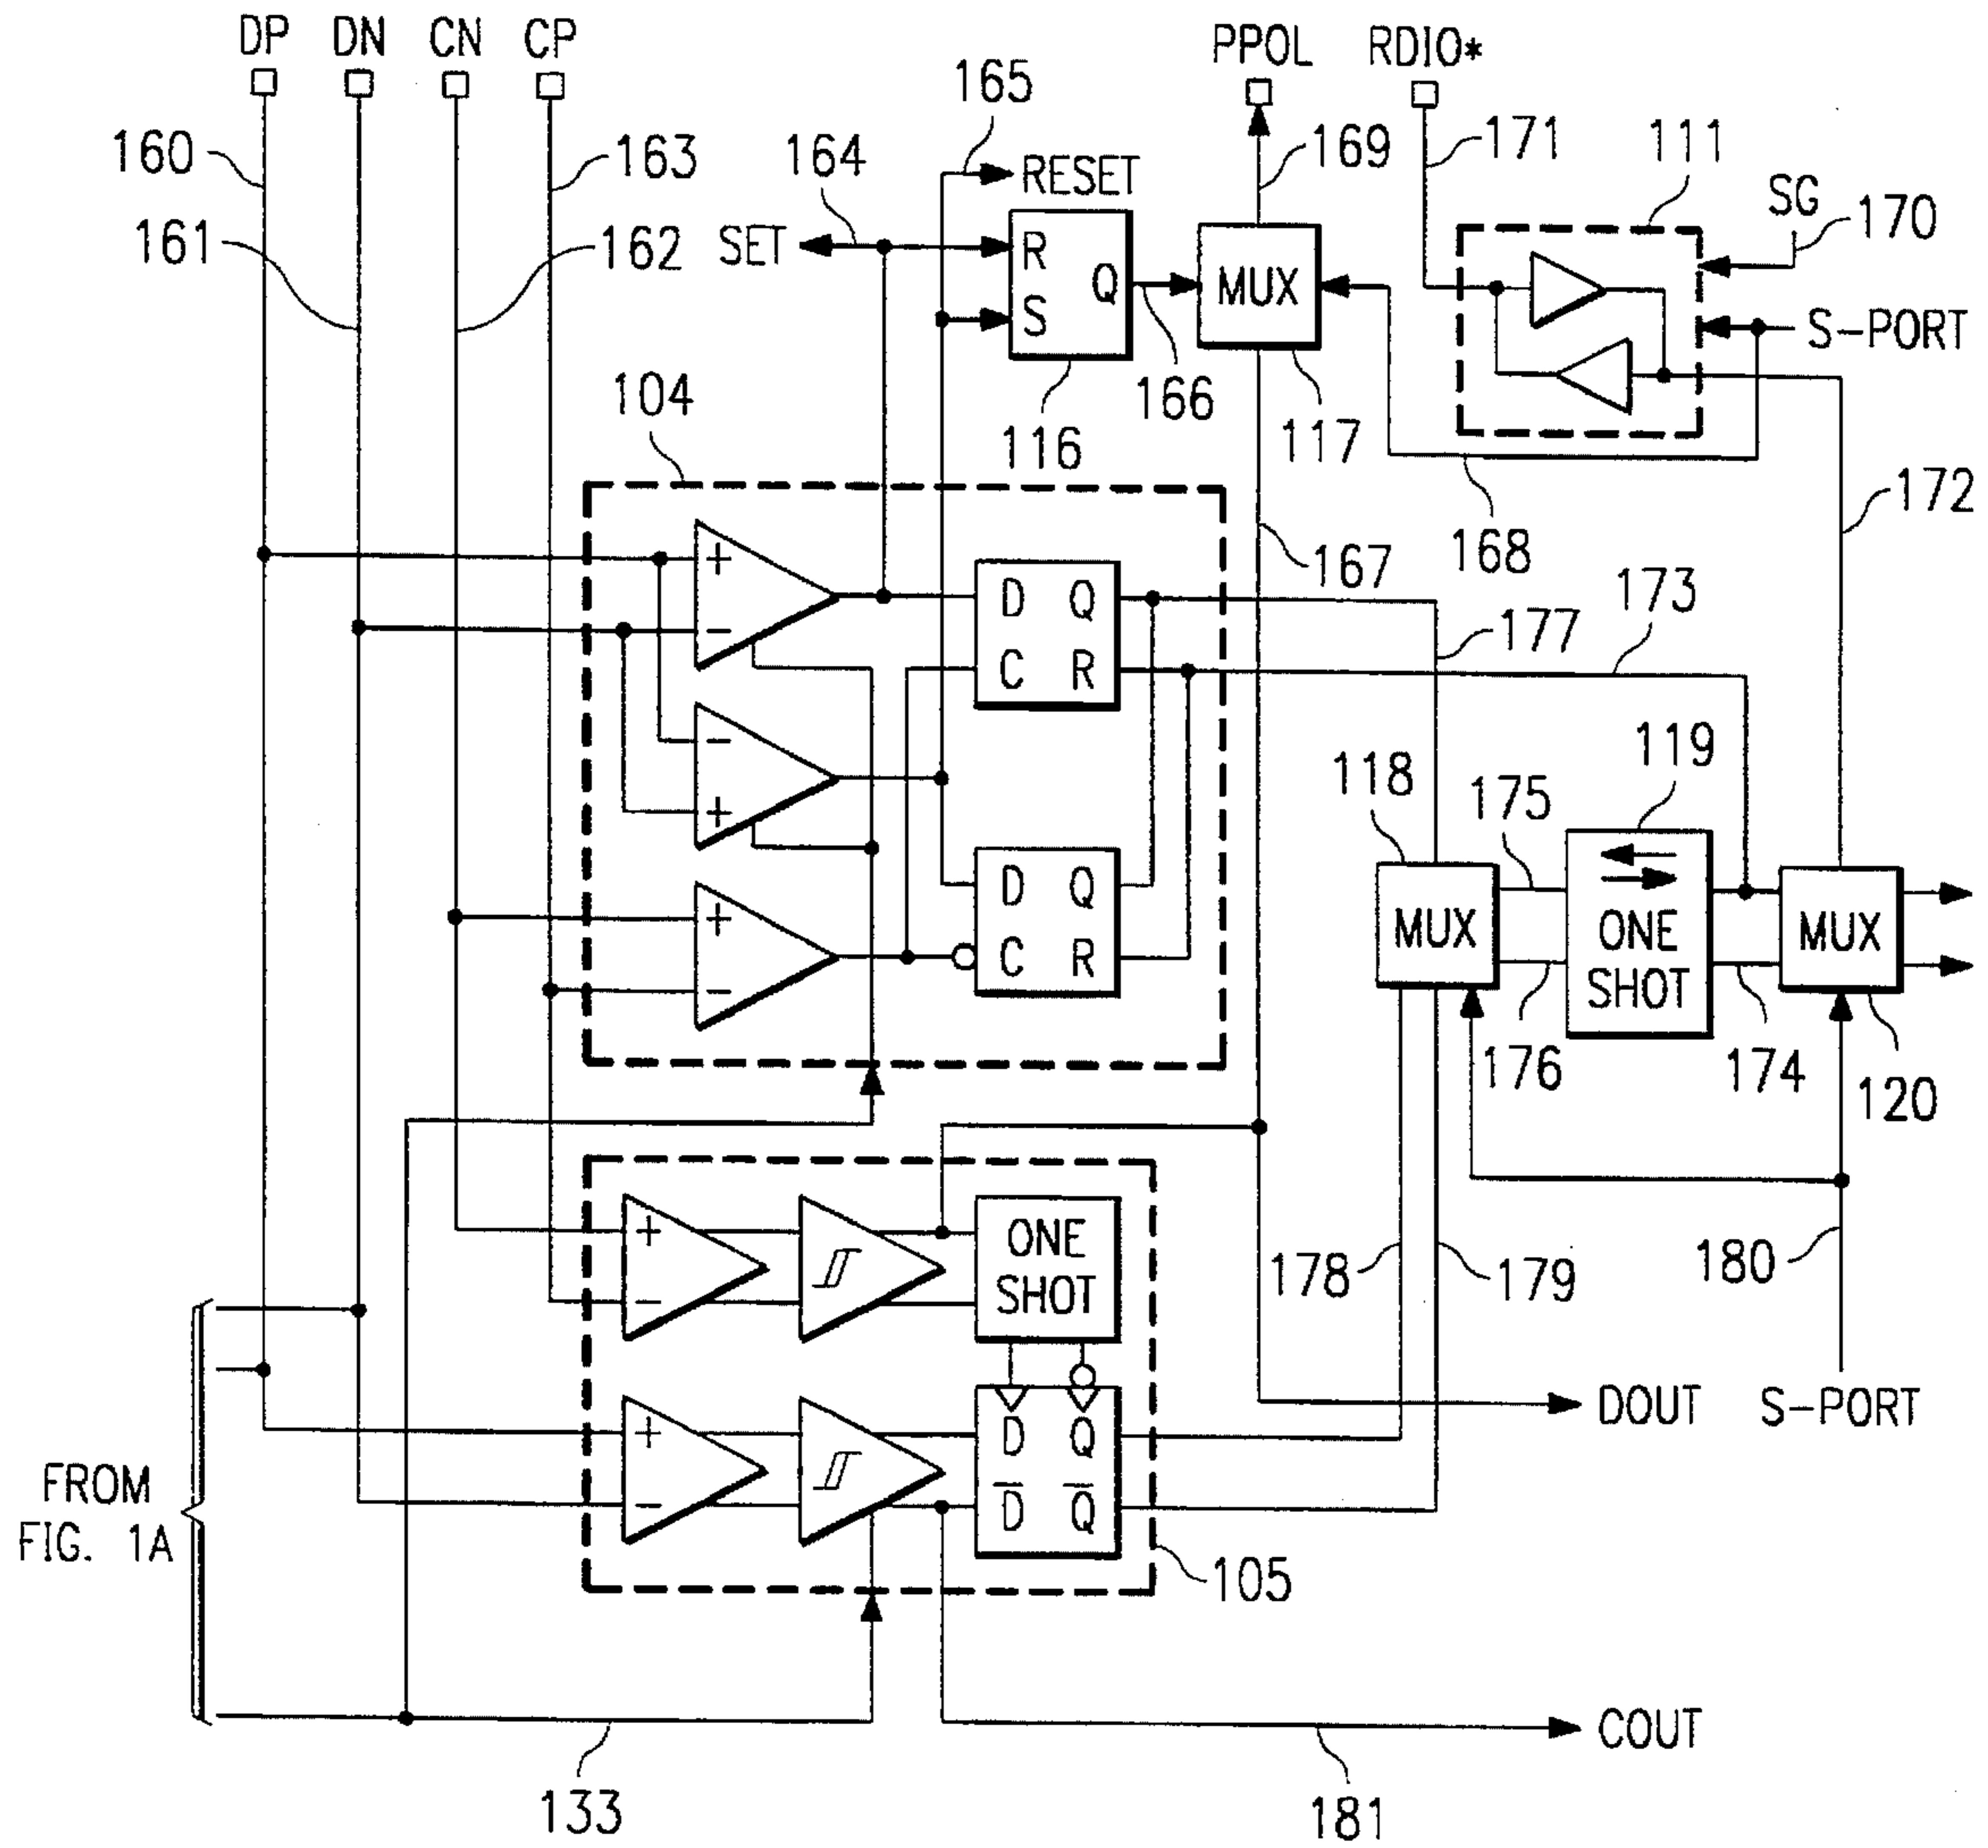 DP DN CN CP PPOL RDIO*
165
160 163 164 169 171 111
RESET
SG
170
161 162 SET R Q MUX
S
S-PORT
104 166
116 117
172
+ 167 168
D Q 173
−
177
C R
−
118 175 119
+
D Q
+ MUX ONE MUX
C R SHOT
−
176 174 120
+ ONE
SHOT 178 179 180
−
+ D Q DOUT S-PORT
FROM
FIG. 1A
− D̅ Q̅
105
COUT
133 181